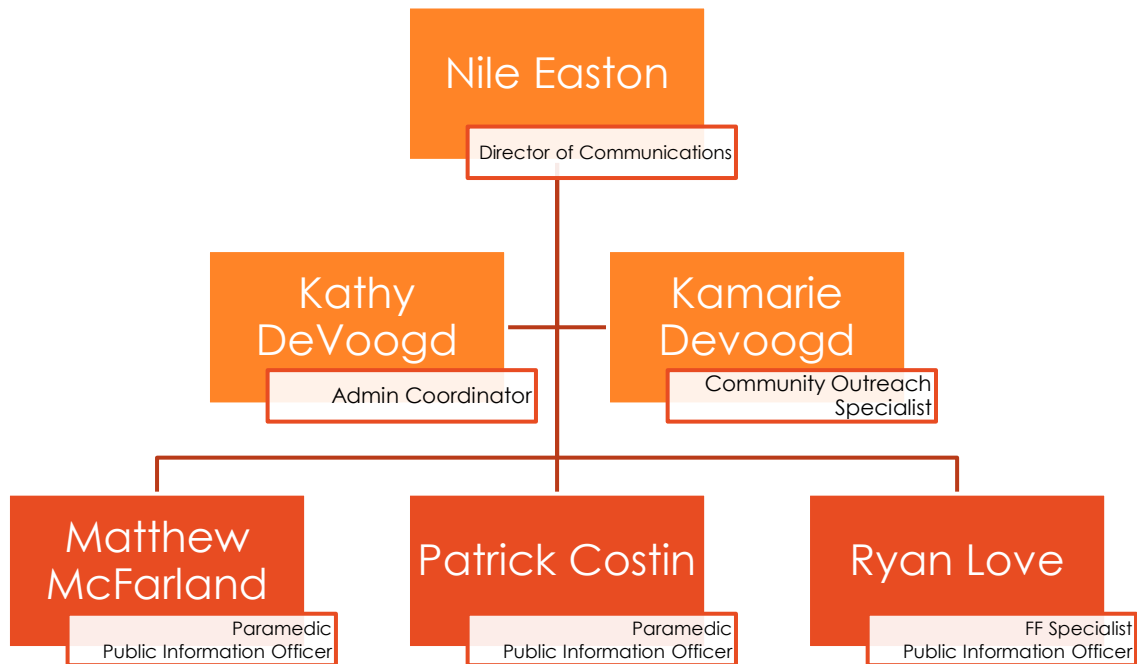 Nile Easton
Director of Communications
Kathy
DeVoogd
Admin Coordinator
Kamarie
Devoogd
Community Outreach
Specialist
Matthew
McFarland
Paramedic
Public Information Officer
Patrick Costin
Paramedic
Public Information Officer
Ryan Love
FF Specialist
Public Information Officer